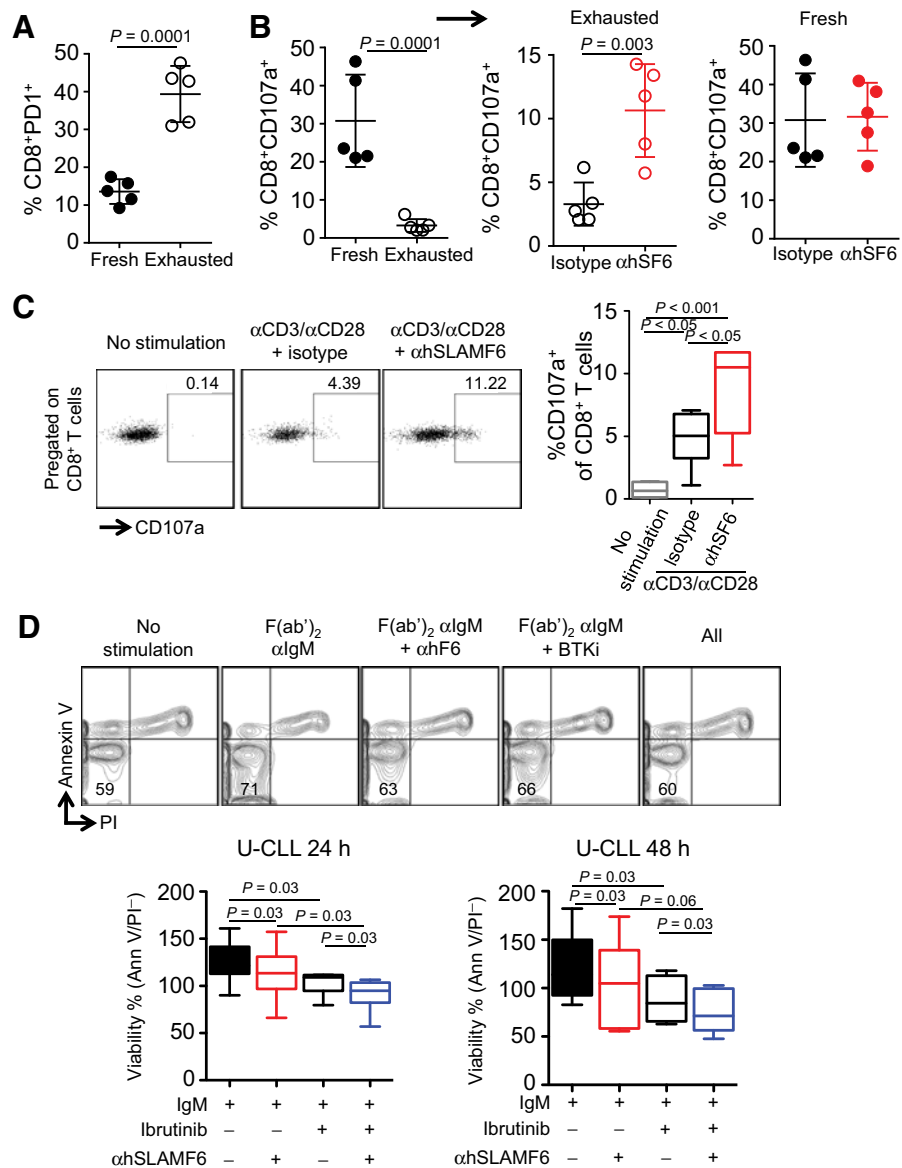 A
P = 0.0001
% CD8⁺PD1⁺
50
40
30
20
10
0
Fresh Exhausted
B
P = 0.0001
% CD8⁺CD107a⁺
50
40
30
20
10
0
Fresh Exhausted
Exhausted
P = 0.003
% CD8⁺CD107a⁺
15
10
5
0
Isotype αhSF6
Fresh
% CD8⁺CD107a⁺
50
40
30
20
10
0
Isotype αhSF6
C
No stimulation
αCD3/αCD28
+ isotype
αCD3/αCD28
+ αhSLAMF6
0.14
4.39
11.22
Pregated on
CD8⁺ T cells
CD107a
P < 0.001
P < 0.05
P < 0.05
%CD107a⁺
of CD8⁺ T cells
15
10
5
0
No
stimulation
Isotype
αhSF6
αCD3/αCD28
D
No
stimulation
F(ab')₂
αIgM
F(ab')₂ αIgM
+ αhF6
F(ab')₂ αIgM
+ BTKi
All
59
71
63
66
60
Annexin V
PI
U-CLL 24 h
P = 0.03
P = 0.03
P = 0.03
P = 0.03
Viability % (Ann V/PI⁻)
200
150
100
50
0
IgM + + + +
Ibrutinib – – + +
αhSLAMF6 – + – +
U-CLL 48 h
P = 0.03
P = 0.03
P = 0.06
P = 0.03
Viability % (Ann V/PI⁻)
200
150
100
50
0
IgM + + + +
Ibrutinib – – + +
αhSLAMF6 – + – +